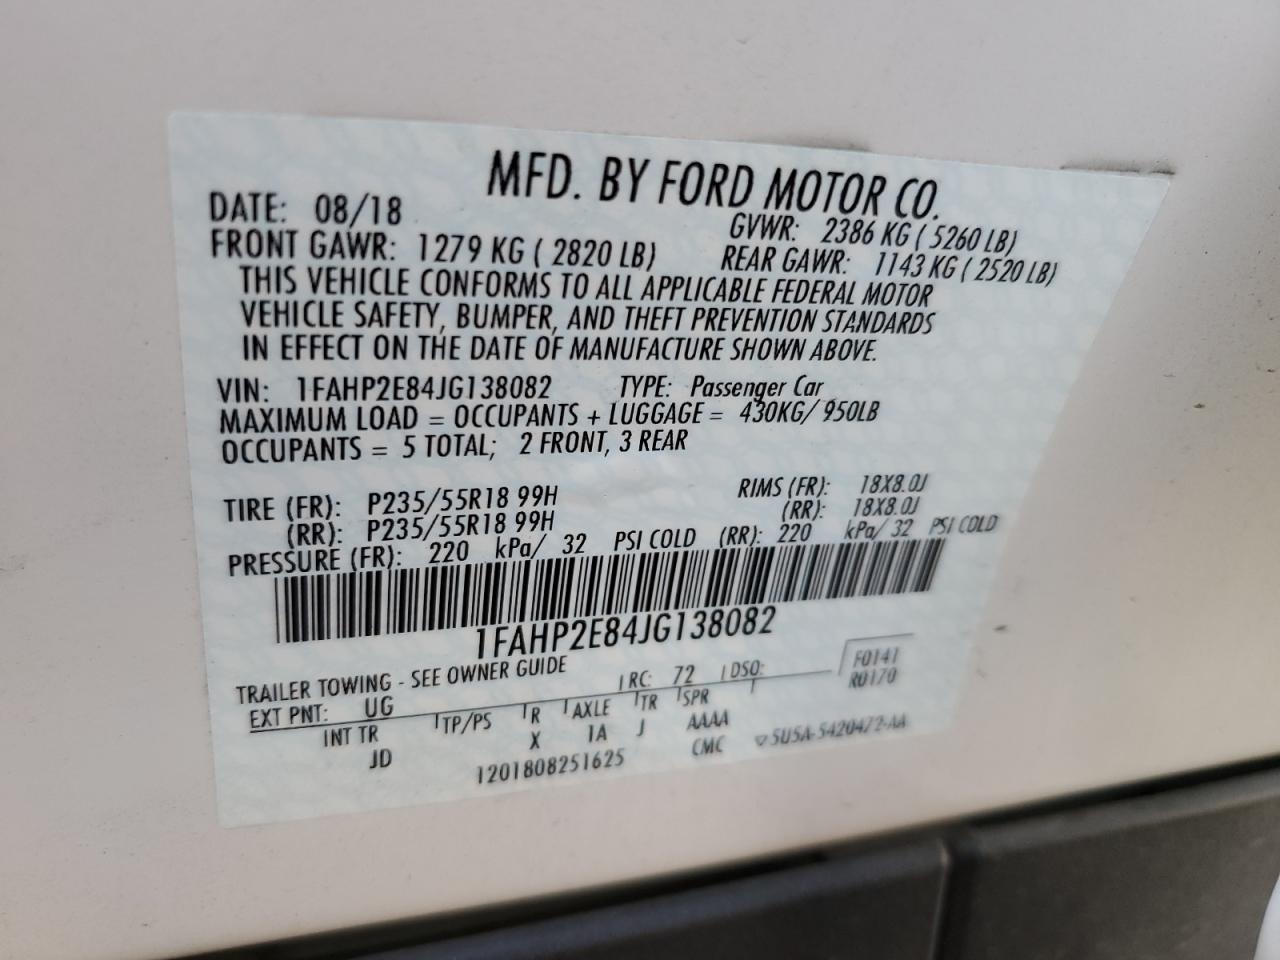 MFD. BY FORD MOTOR CO.
DATE: 08/18 GVWR: 2386 KG ( 5260 LB)
FRONT GAWR: 1279 KG ( 2820 LB) REAR GAWR: 1143 KG ( 2520 LB)
THIS VEHICLE CONFORMS TO ALL APPLICABLE FEDERAL MOTOR
VEHICLE SAFETY, BUMPER, AND THEFT PREVENTION STANDARDS
IN EFFECT ON THE DATE OF MANUFACTURE SHOWN ABOVE.
VIN: 1FAHP2E84JG138082 TYPE: Passenger Car
MAXIMUM LOAD = OCCUPANTS + LUGGAGE = 430KG/ 950LB
OCCUPANTS = 5 TOTAL; 2 FRONT, 3 REAR
TIRE (FR): P235/55R18 99H RIMS (FR): 18X8.0J
(RR): P235/55R18 99H (RR): 18X8.0J
PRESSURE (FR): 220 kPa/ 32 PSI COLD (RR): 220 kPa/ 32 PSI COLD
1FAHP2E84JG138082
TRAILER TOWING - SEE OWNER GUIDE
F0141
EXT PNT: UG RC: 72 DSO: R0170
INT TR TP/PS R AXLE TR SPR
JD X 1A J AAAA
1201808251625 CMC ▽5U5A-5420472-AA